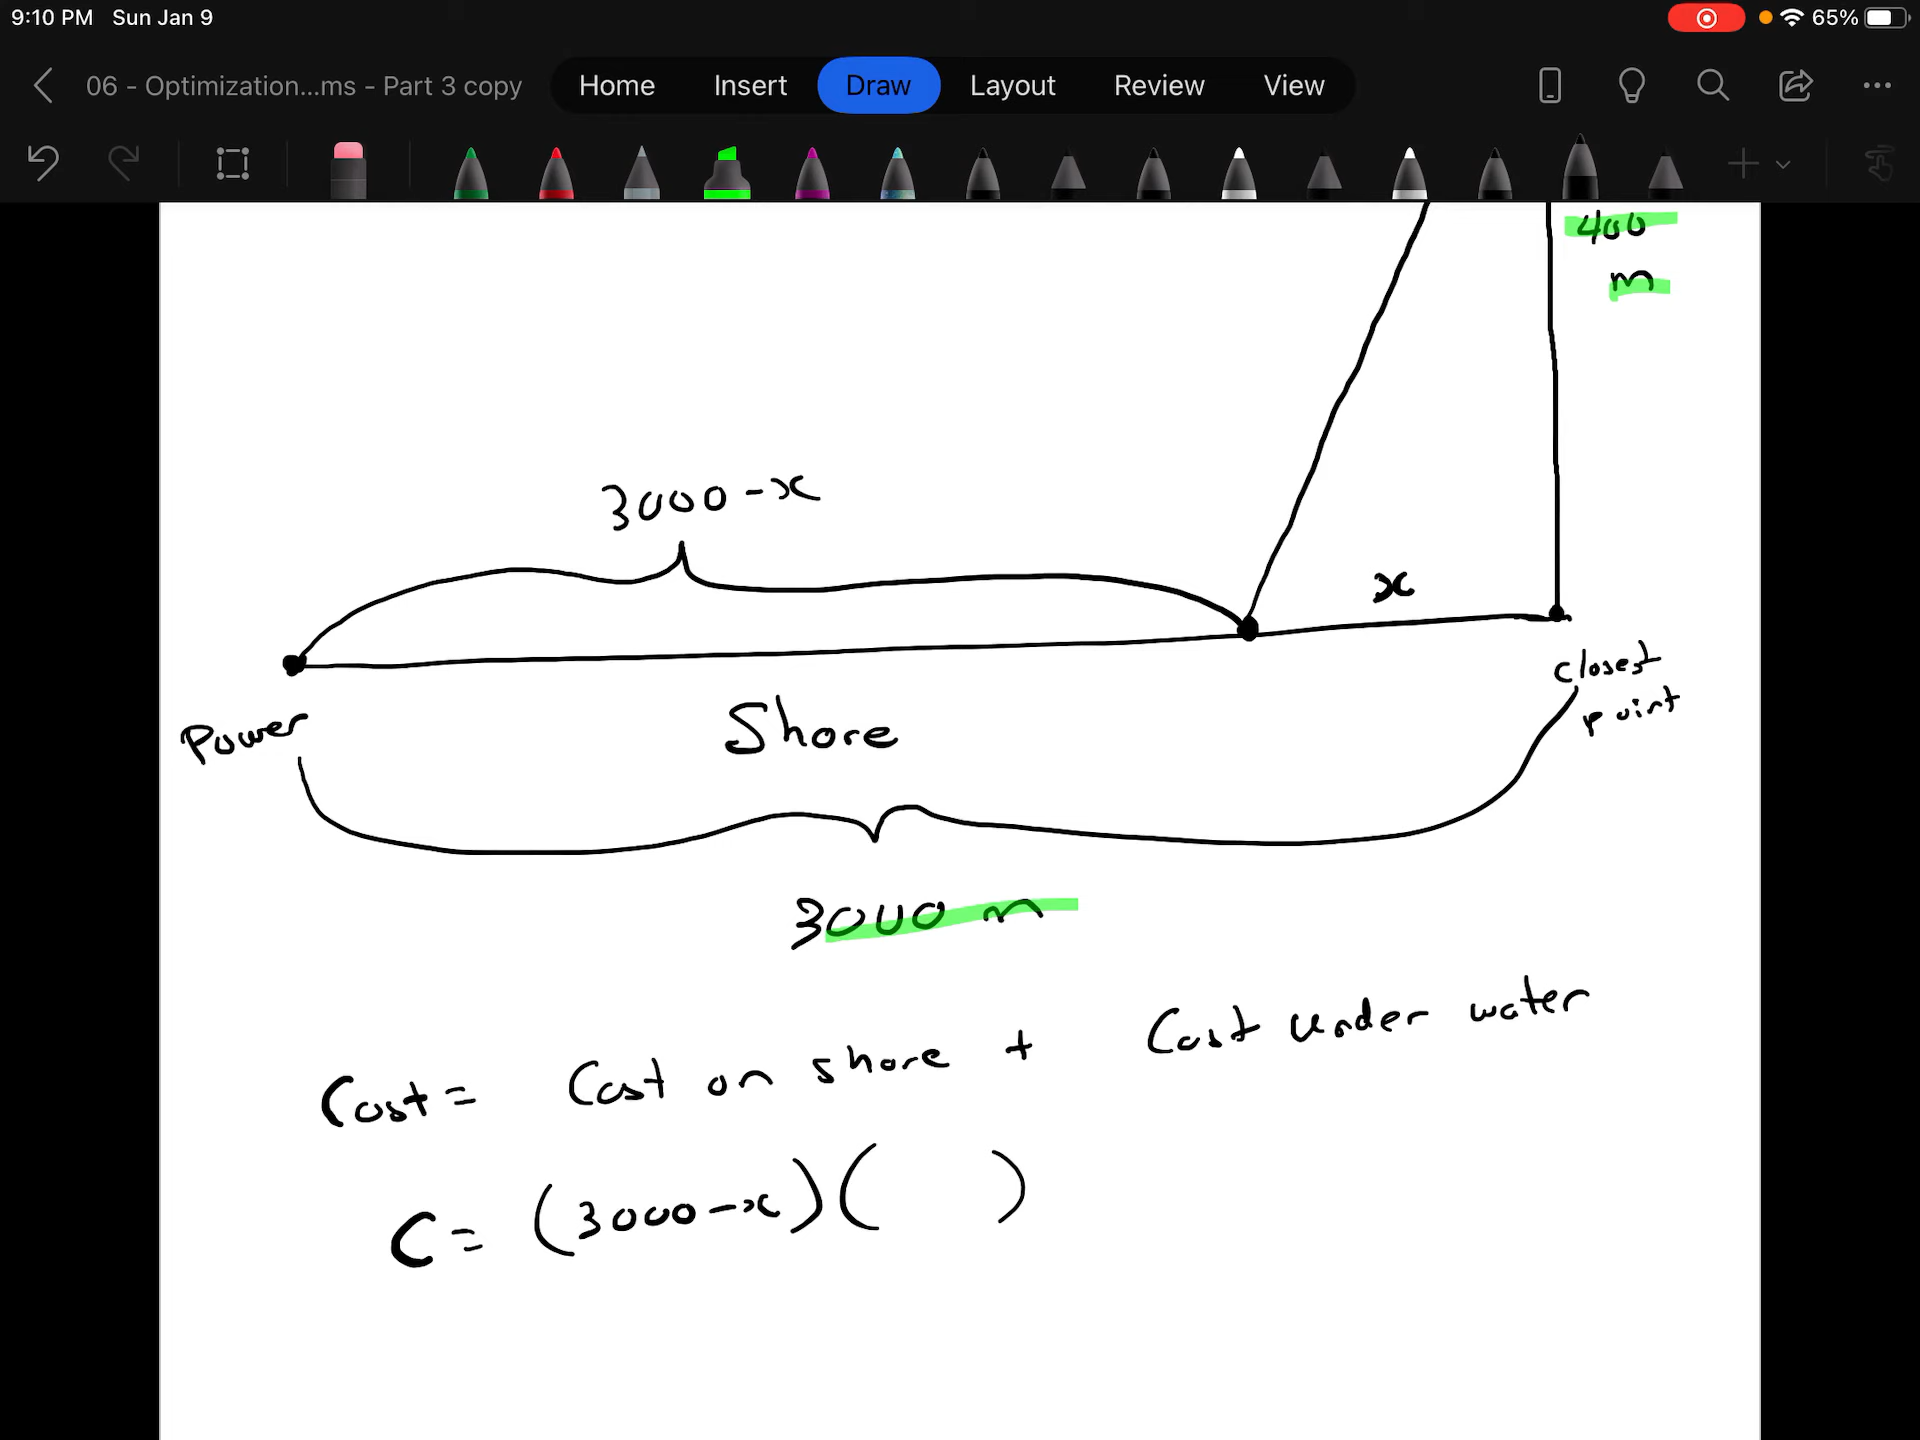 9:10 PM Sun Jan 9 65%
06 - Optimization...ms - Part 3 copy Home Insert Draw Layout Review View
400
m
3000-x
x
closest
point
Power
Shore
3000 m
Cost = Cost on shore + Cost under water
C = (3000-x)( )